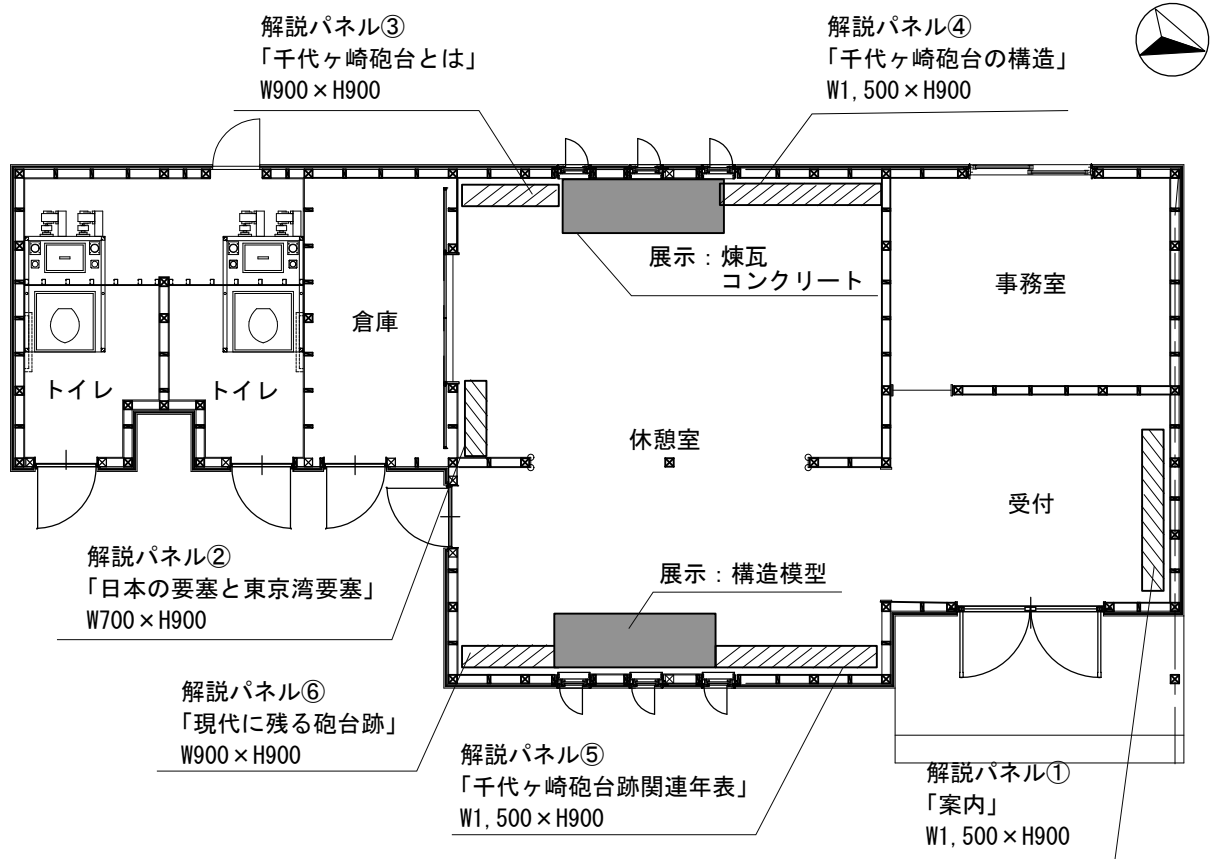 解説パネル③
「千代ヶ崎砲台とは」
W900×H900
解説パネル④
「千代ヶ崎砲台の構造」
W1,500×H900
展示：煉瓦
コンクリート
事務室
倉庫
トイレ
トイレ
休憩室
受付
解説パネル②
「日本の要塞と東京湾要塞」
W700×H900
展示：構造模型
解説パネル⑥
「現代に残る砲台跡」
W900×H900
解説パネル⑤
「千代ヶ崎砲台跡関連年表」
W1,500×H900
解説パネル①
「案内」
W1,500×H900